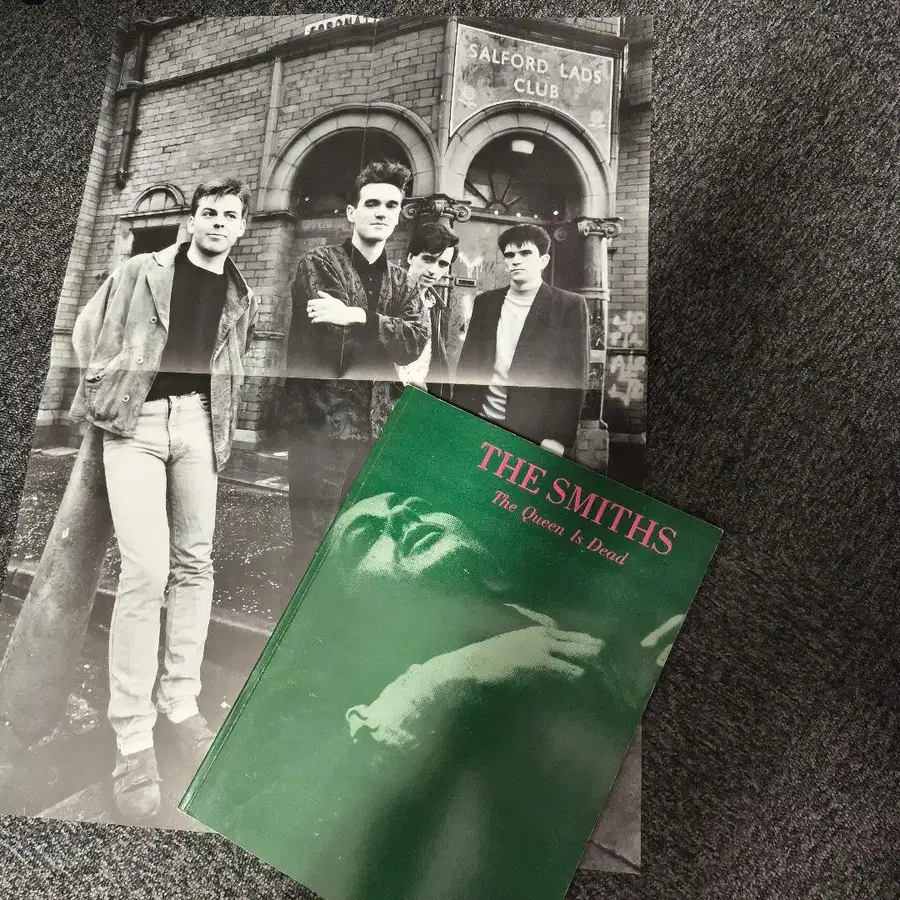 SALFORD LADS
CLUB
THE SMITHS
The Queen Is Dead